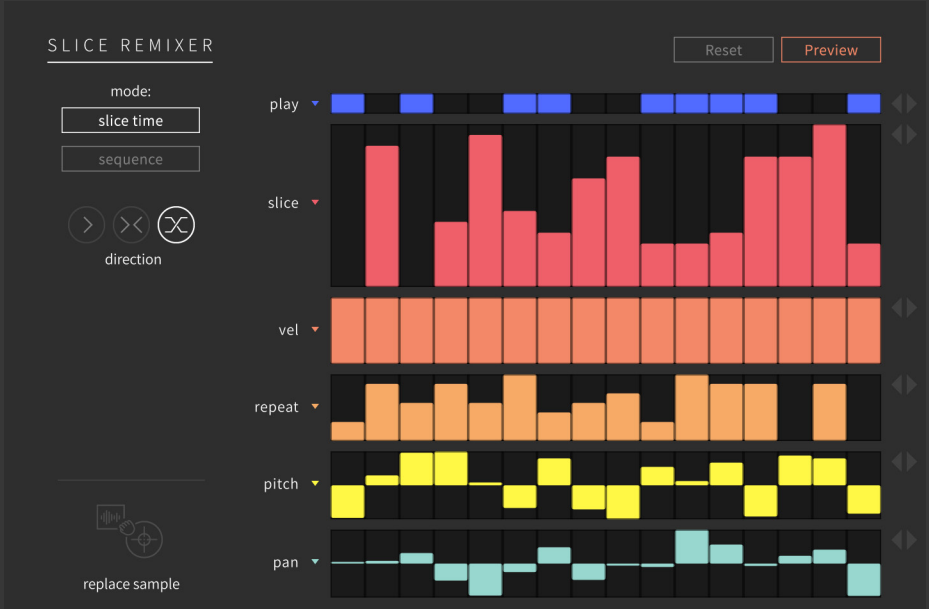 SLICE REMIXER
Reset
Preview
mode:
slice time
sequence
direction
play
slice
vel
repeat
pitch
pan
replace sample